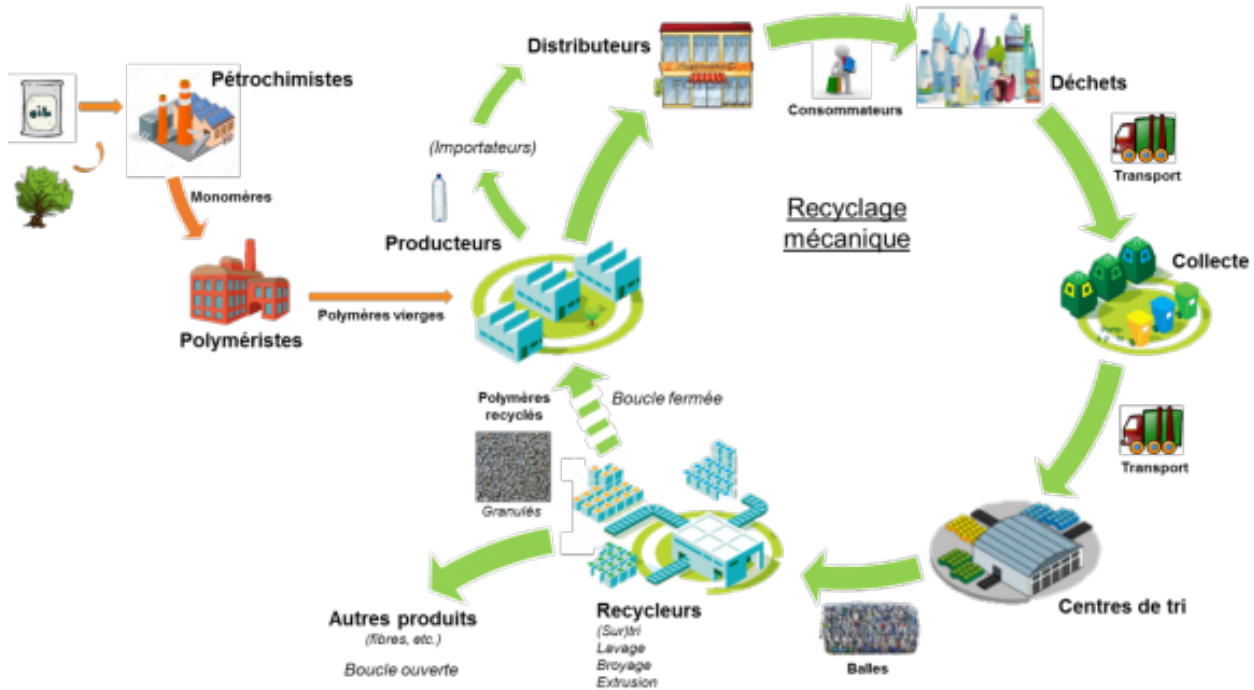 oil
Pétrochimistes
Monomères
Polyméristes
Polymères vierges
Producteurs
(Importateurs)
Distributeurs
Consommateurs
Déchets
Transport
Recyclage
mécanique
Collecte
Transport
Centres de tri
Balles
Recycleurs
(Sur)tri
Lavage
Broyage
Extrusion
Polymères
recyclés
Granulés
Boucle fermée
Autres produits
(fibres, etc.)
Boucle ouverte